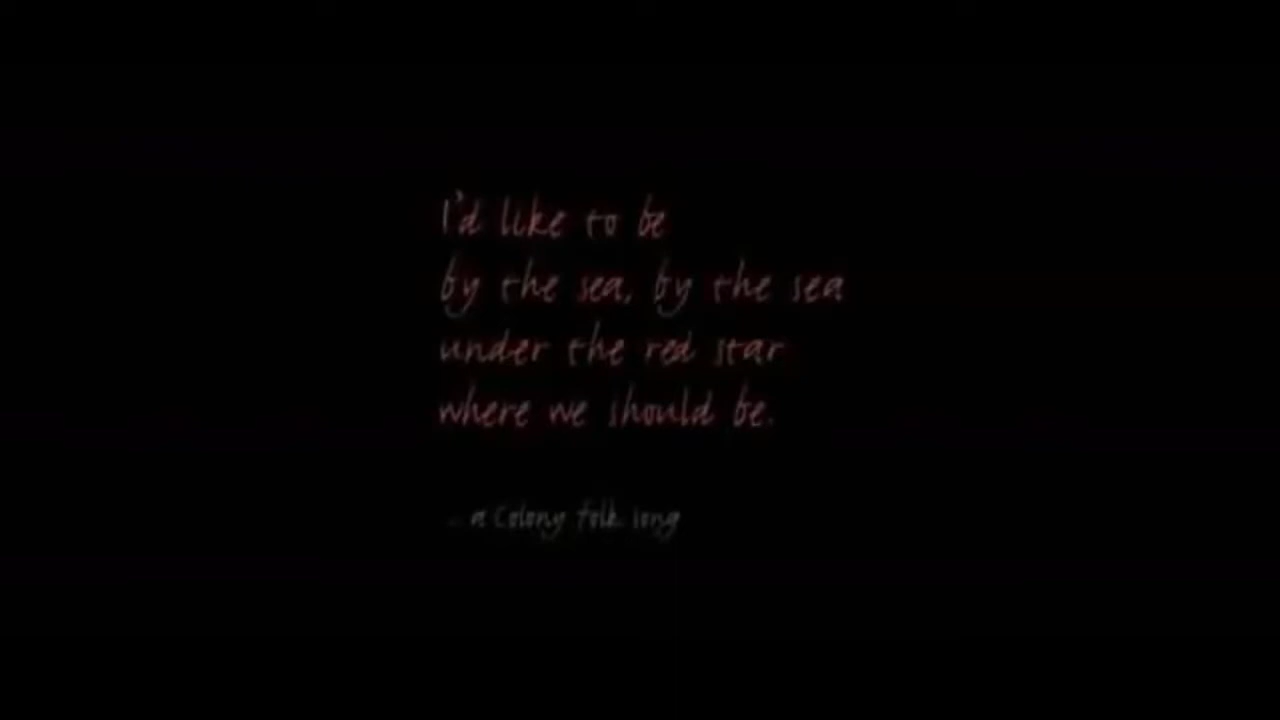 I'd like to be
by the sea, by the sea
under the red star
where we should be.
- a Colony folk song